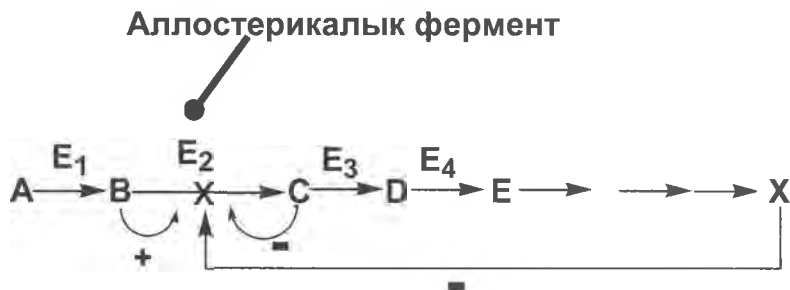 Аллостерикалык фермент
E1 E2 E3 E4
A B X C D E X
+ -
-